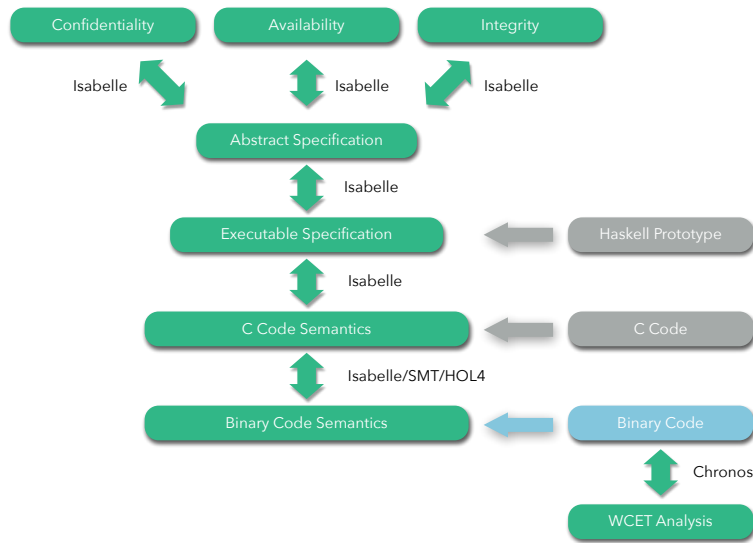 Confidentiality
Availability
Integrity
Isabelle
Isabelle
Isabelle
Abstract Specification
Isabelle
Executable Specification
Haskell Prototype
Isabelle
C Code Semantics
C Code
Isabelle/SMT/HOL4
Binary Code Semantics
Binary Code
Chronos
WCET Analysis